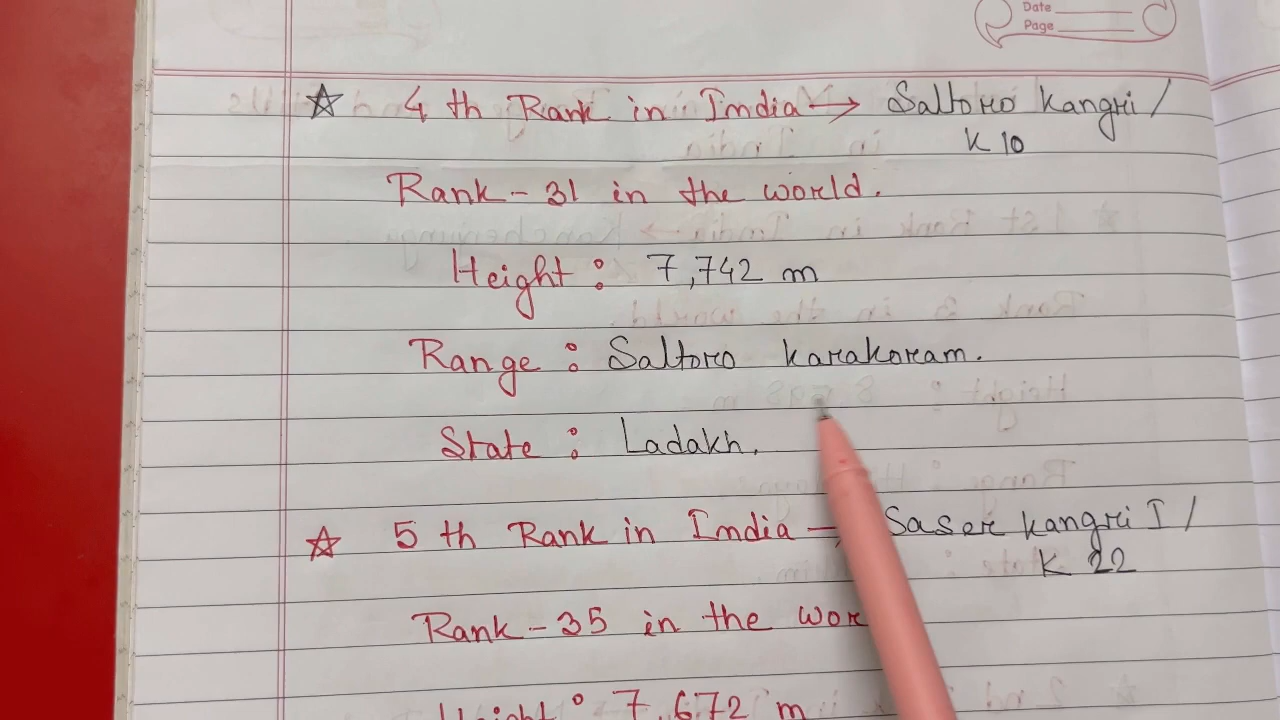 Date
Page
☆ 4 th Rank in India → Saltoro Kangri /
K 10
Rank - 31 in the world.
Height : 7,742 m
Range : Saltoro Karakoram.
State : Ladakh.
☆ 5 th Rank in India → Saser Kangri I /
K 22
Rank - 35 in the wor
Height : 7,672 m